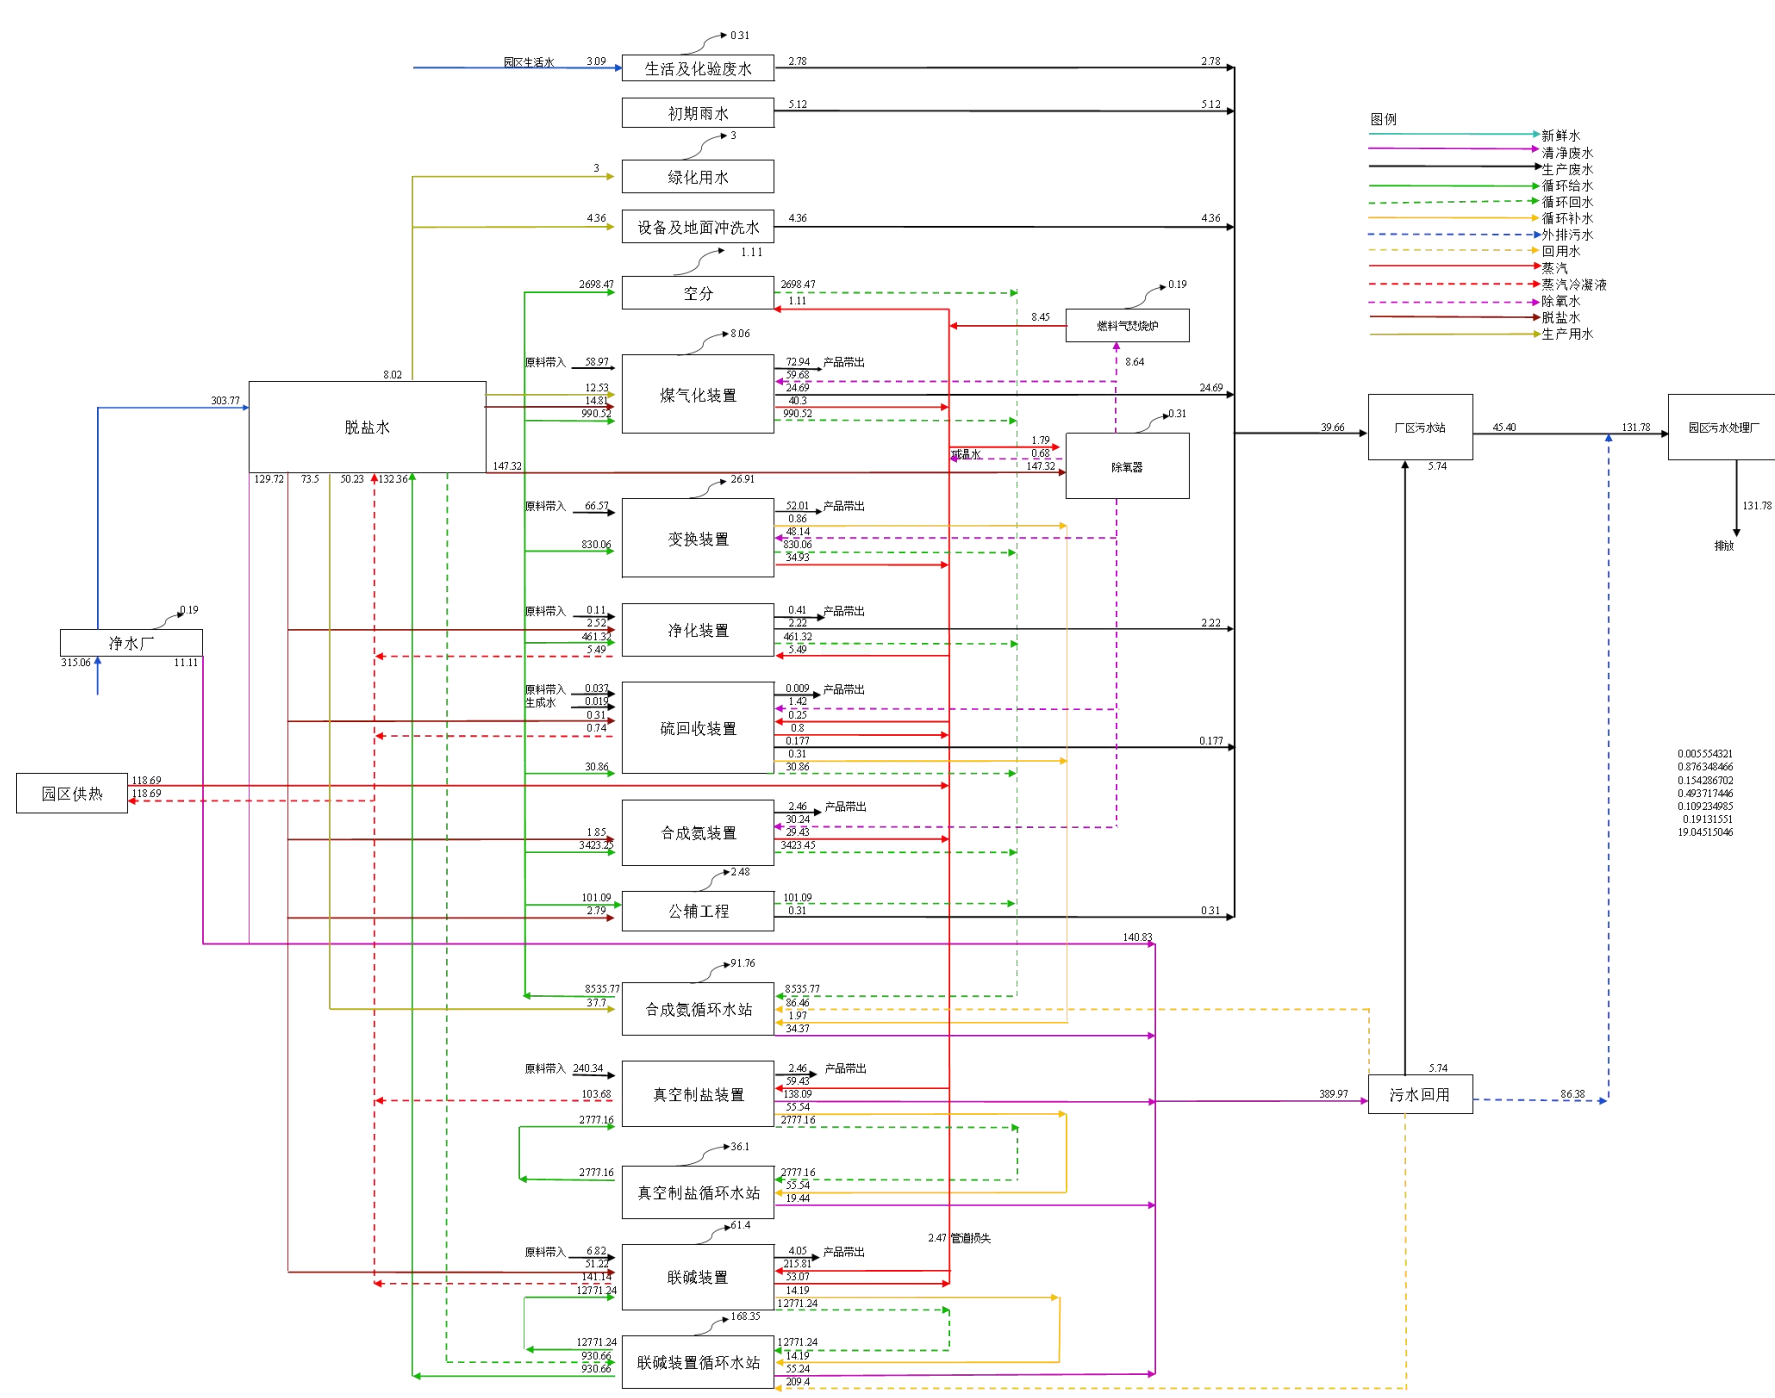 0.31
园区生活水 3.09 生活及化验废水 2.78 2.78
初期雨水 5.12 5.12
3
3 绿化用水
4.36 设备及地面冲洗水 4.36 4.36
1.11
2698.47 空分 2698.47
1.11
0.19
8.45 燃料气焚烧炉
8.64
8.06
原料带入 58.97 煤气化装置 72.94 产品带出
59.68
12.53 24.69 24.69
14.81 40.3
990.52 990.52
8.02
303.77 脱盐水
147.32
129.72 73.5 50.23 132.36
0.31
1.79
减温水 0.68 除氧器
147.32
26.91
原料带入 66.57 变换装置 52.01 产品带出
0.86
48.14
830.06 830.06
34.93
0.19
净水厂
315.06 11.11
原料带入 0.11 净化装置 0.41 产品带出
2.52 2.22 2.22
461.32 461.32
5.49 5.49
原料带入 0.037 硫回收装置 0.009 产品带出
生成水 0.019 1.42
0.31 0.25
0.74 0.8
0.177 0.177
0.31
30.86 30.86
园区供热 118.69
118.69
合成氨装置 2.46 产品带出
30.24
1.85 29.43
3423.25 3423.45
2.48
101.09 公辅工程 101.09
2.79 0.31 0.31
140.83
91.76
8535.77 合成氨循环水站 8535.77
37.7 86.46
1.97
34.37
原料带入 240.34 真空制盐装置 2.46 产品带出
59.43
103.68 138.09
55.54
2777.16 2777.16
36.1
2777.16 真空制盐循环水站 2777.16
55.54
19.44
61.4
2.47 管道损失
原料带入 6.82 联碱装置 4.05 产品带出
51.22 215.81
141.14 53.07
12771.24 14.19
12771.24
168.35
12771.24 联碱装置循环水站 12771.24
930.66 14.19
930.66 55.24
209.4
图例
新鲜水
清净废水
生产废水
循环给水
循环回水
循环补水
外排污水
回用水
蒸汽
蒸汽冷凝液
除氧水
脱盐水
生产用水
39.66 厂区污水站 45.40 131.78 园区污水处理厂
5.74
131.78
排放
0.005554321
0.876348466
0.154286702
0.493717446
0.109234985
0.19131551
19.04515046
5.74
389.97 污水回用 86.38